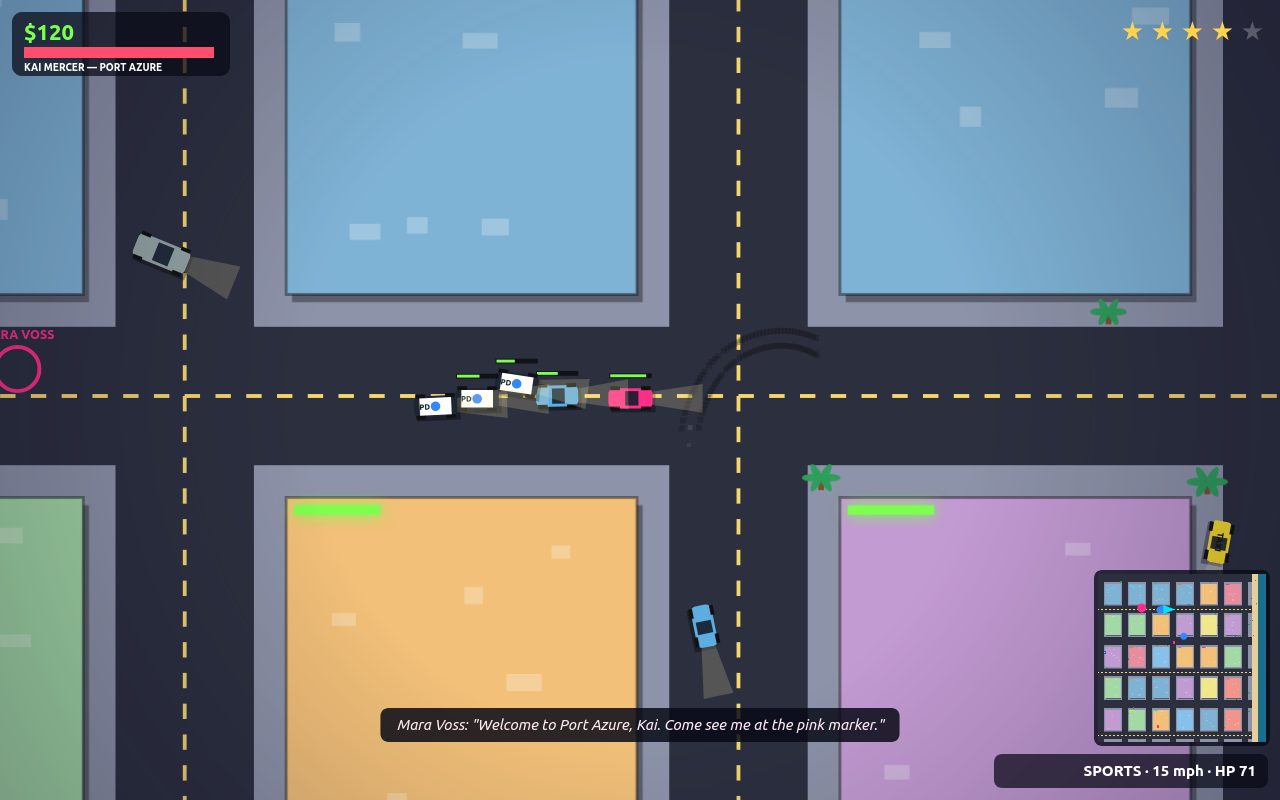 $120
KAI MERCER — PORT AZURE
RA VOSS
PD
PD
PD
Mara Voss: "Welcome to Port Azure, Kai. Come see me at the pink marker."
SPORTS · 15 mph · HP 71